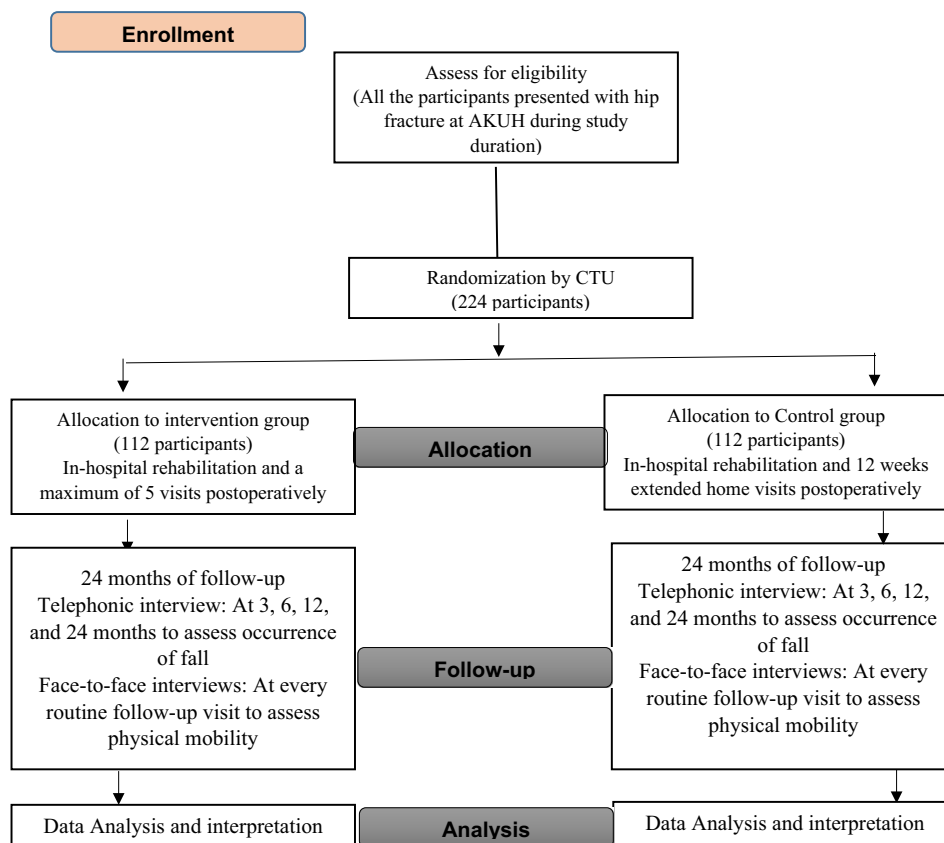 Enrollment
Assess for eligibility
(All the participants presented with hip
fracture at AKUH during study
duration)
Randomization by CTU
(224 participants)
Allocation to intervention group
(112 participants)
In-hospital rehabilitation and a
maximum of 5 visits postoperatively
Allocation
Allocation to Control group
(112 participants)
In-hospital rehabilitation and 12 weeks
extended home visits postoperatively
24 months of follow-up
Telephonic interview: At 3, 6, 12,
and 24 months to assess occurrence
of fall
Face-to-face interviews: At every
routine follow-up visit to assess
physical mobility
Follow-up
24 months of follow-up
Telephonic interview: At 3, 6, 12,
and 24 months to assess occurrence
of fall
Face-to-face interviews: At every
routine follow-up visit to assess
physical mobility
Data Analysis and interpretation
Analysis
Data Analysis and interpretation